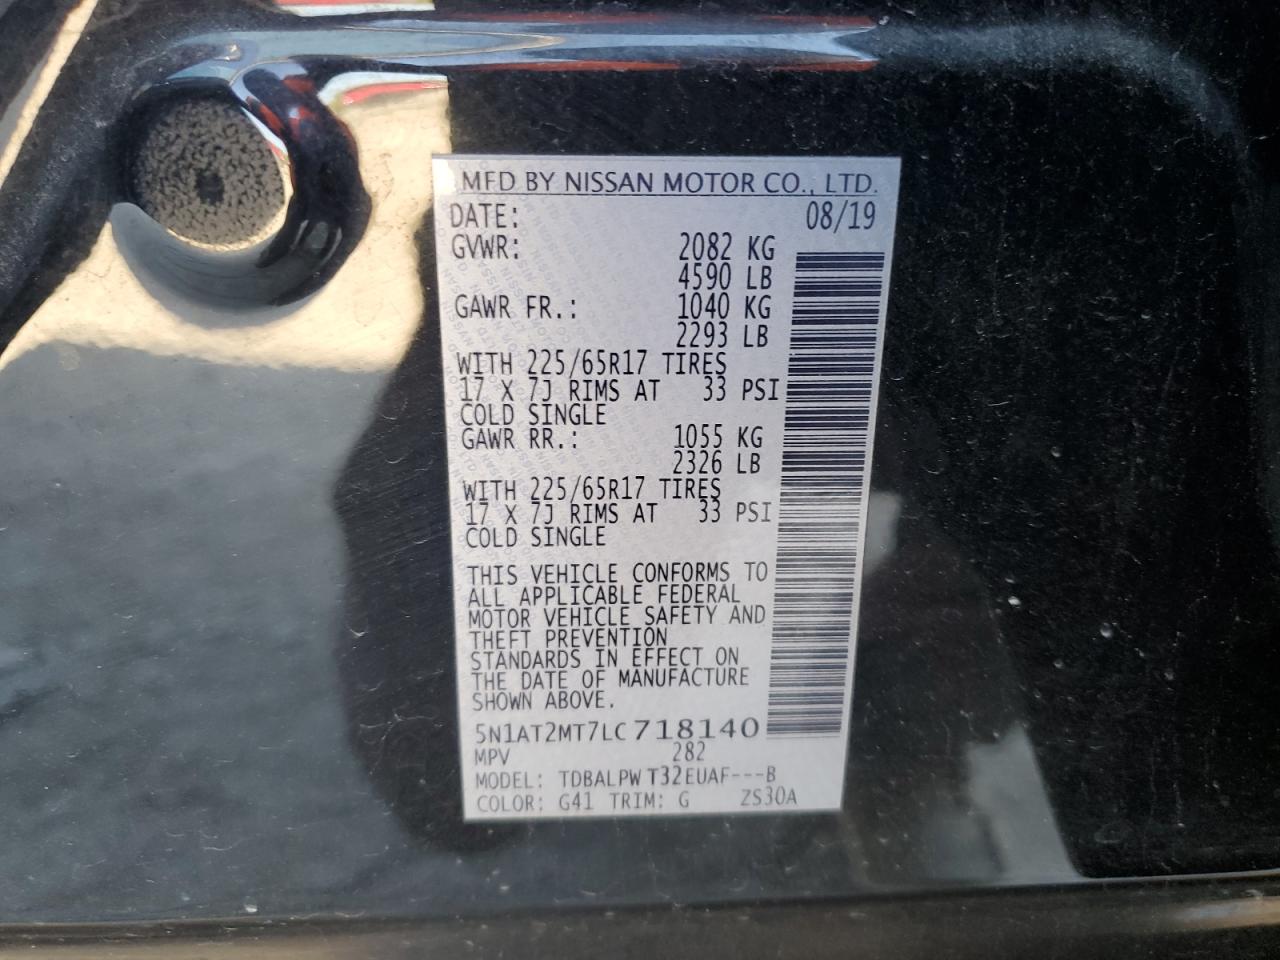 MFD BY NISSAN MOTOR CO., LTD.
DATE: 08/19
GVWR: 2082 KG
4590 LB
GAWR FR.: 1040 KG
2293 LB
WITH 225/65R17 TIRES
17 X 7J RIMS AT 33 PSI
COLD SINGLE
GAWR RR.: 1055 KG
2326 LB
WITH 225/65R17 TIRES
17 X 7J RIMS AT 33 PSI
COLD SINGLE
THIS VEHICLE CONFORMS TO
ALL APPLICABLE FEDERAL
MOTOR VEHICLE SAFETY AND
THEFT PREVENTION
STANDARDS IN EFFECT ON
THE DATE OF MANUFACTURE
SHOWN ABOVE.
5N1AT2MT7LC718140
MPV 282
MODEL: TDBALPW T32EUAF---B
COLOR: G41 TRIM: G ZS30A